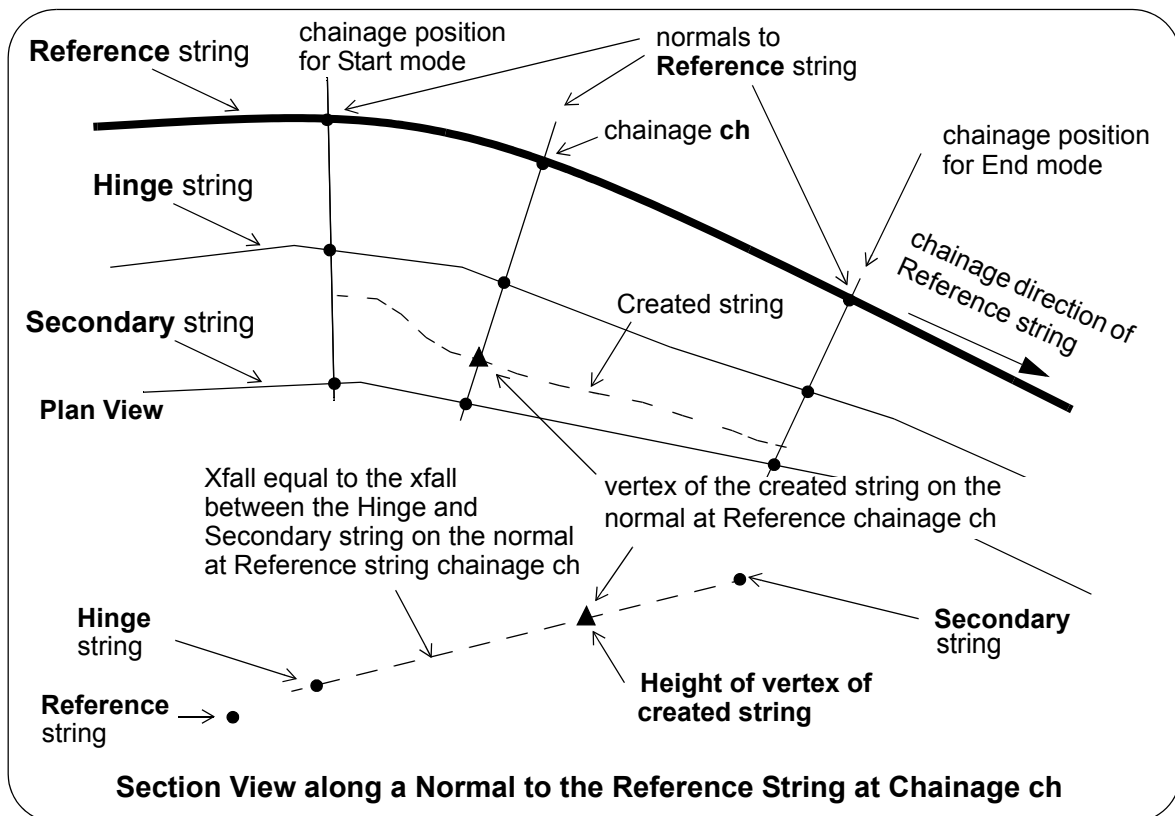 Reference string
chainage position
for Start mode
normals to
Reference string
chainage ch
chainage position
for End mode
Hinge string
chainage direction of
Reference string
Created string
Secondary string
Plan View
Xfall equal to the xfall
between the Hinge and
Secondary string on the normal
at Reference string chainage ch
vertex of the created string on the
normal at Reference chainage ch
Hinge
string
Secondary
string
Reference
string
Height of vertex of
created string
Section View along a Normal to the Reference String at Chainage ch